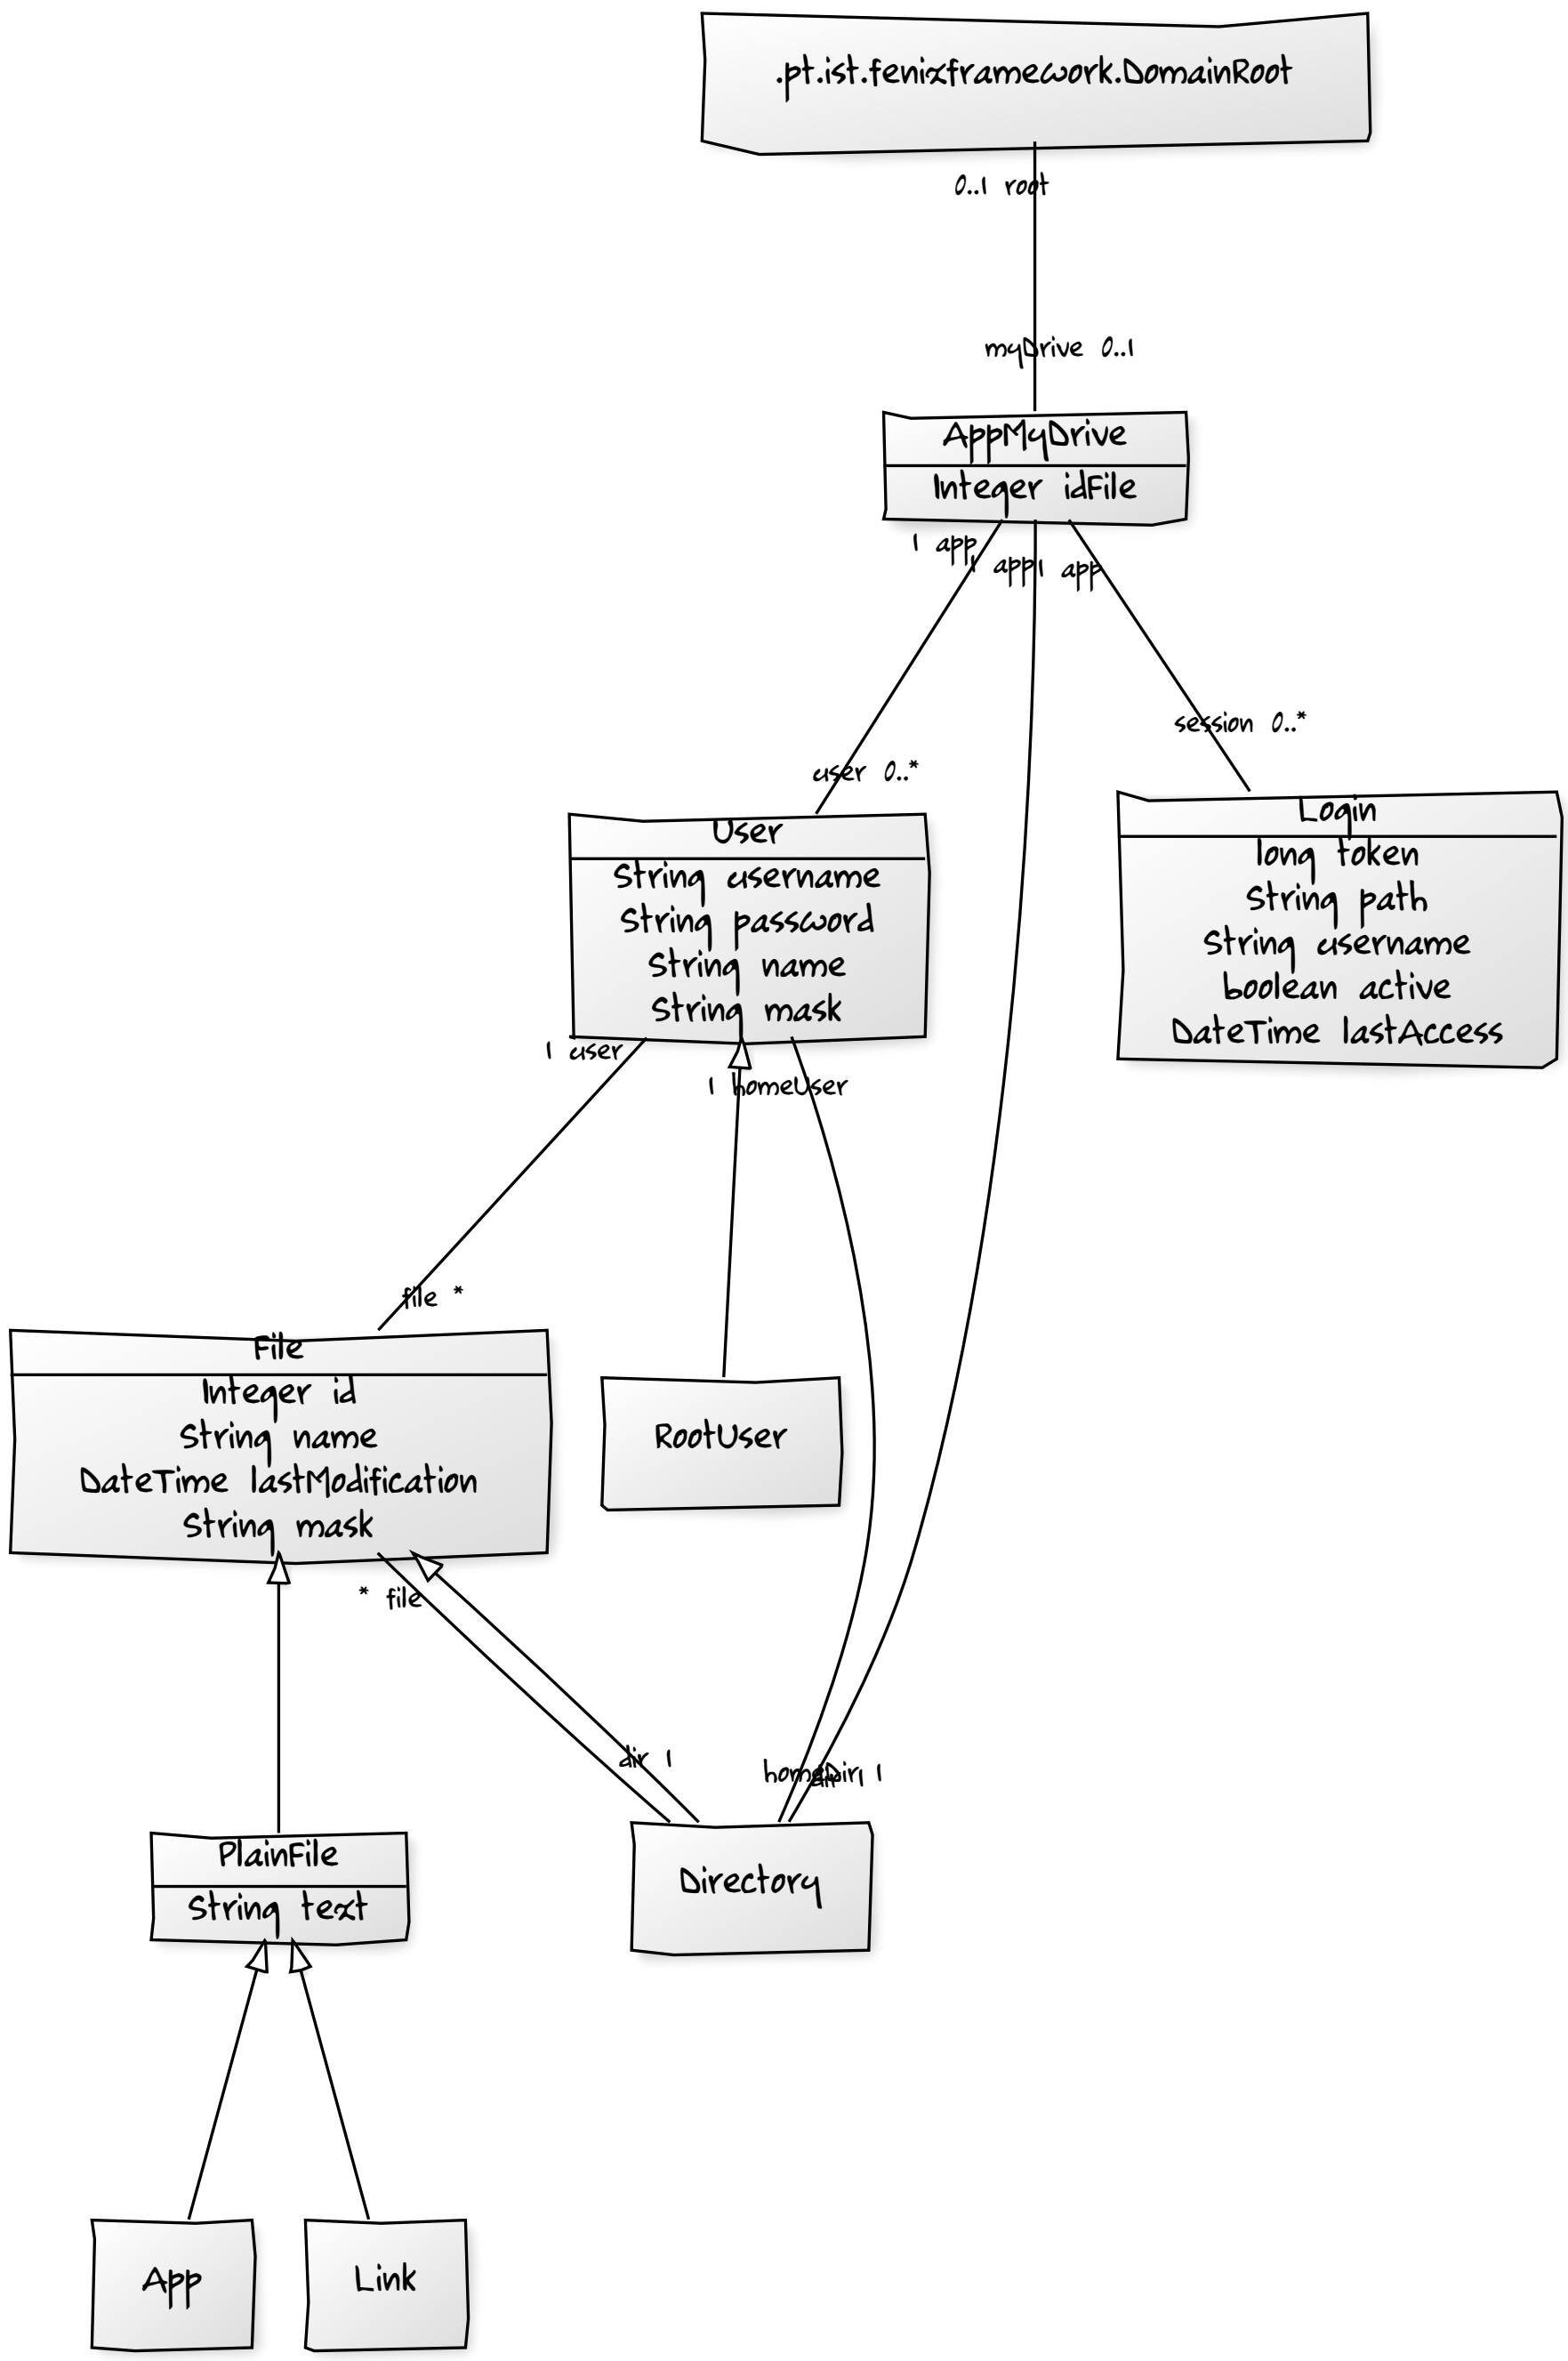 .pt.ist.fenixframework.DomainRoot
0..1 root
myDrive 0..1
AppMyDrive
Integer idFile
1 app
1 app
1 app
session 0..*
user 0..*
User
String username
String password
String name
String mask
Login
long token
String path
String username
boolean active
DateTime lastAccess
1 user
1 homeUser
file *
File
Integer id
String name
DateTime lastModification
String mask
RootUser
* file
dir 1
homeDir 1
1
PlainFile
String text
Directory
App
Link